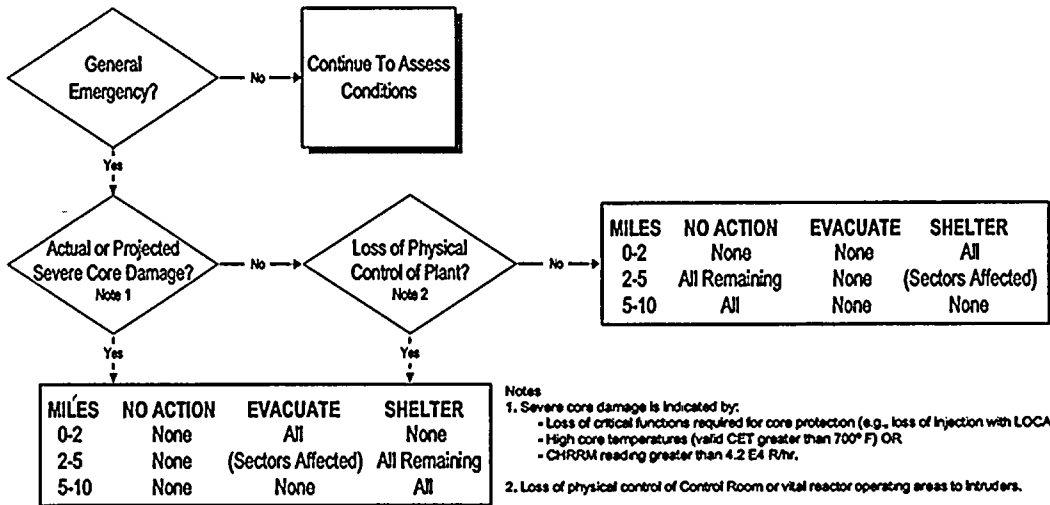 General
Emergency?
No
Continue To Assess
Conditions
Yes
Actual or Projected
Severe Core Damage?
Note 1
No
Loss of Physical
Control of Plant?
Note 2
No
MILES NO ACTION EVACUATE SHELTER
0-2 None None All
2-5 All Remaining None (Sectors Affected)
5-10 All None None
Yes
Yes
MILES NO ACTION EVACUATE SHELTER
0-2 None All None
2-5 None (Sectors Affected) All Remaining
5-10 None None All
Notes
1. Severe core damage is indicated by:
- Loss of critical functions required for core protection (e.g., loss of injection with LOCA
- High core temperatures (valid CET greater than 700° F) OR
- CHRRM reading greater than 4.2 E4 R/hr.
2. Loss of physical control of Control Room or vital reactor operating areas to intruders.